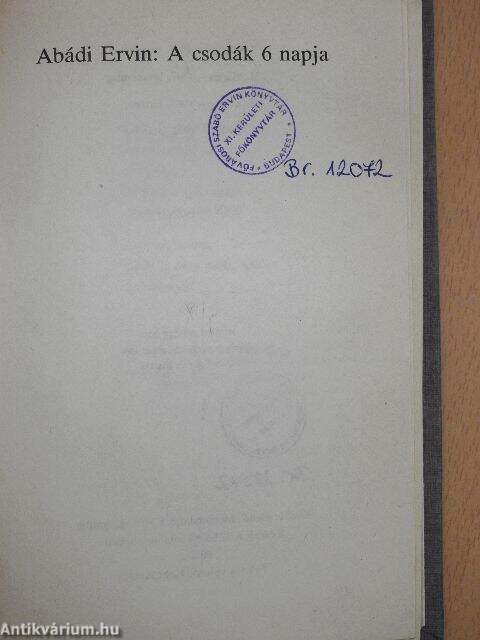 Abádi Ervin: A csodák 6 napja
FŐVÁROSI SZABÓ ERVIN KÖNYVTÁR * BUDAPEST *
XI. KERÜLETI
FŐKÖNYVTÁR
Br. 12072
Antikvárium.hu